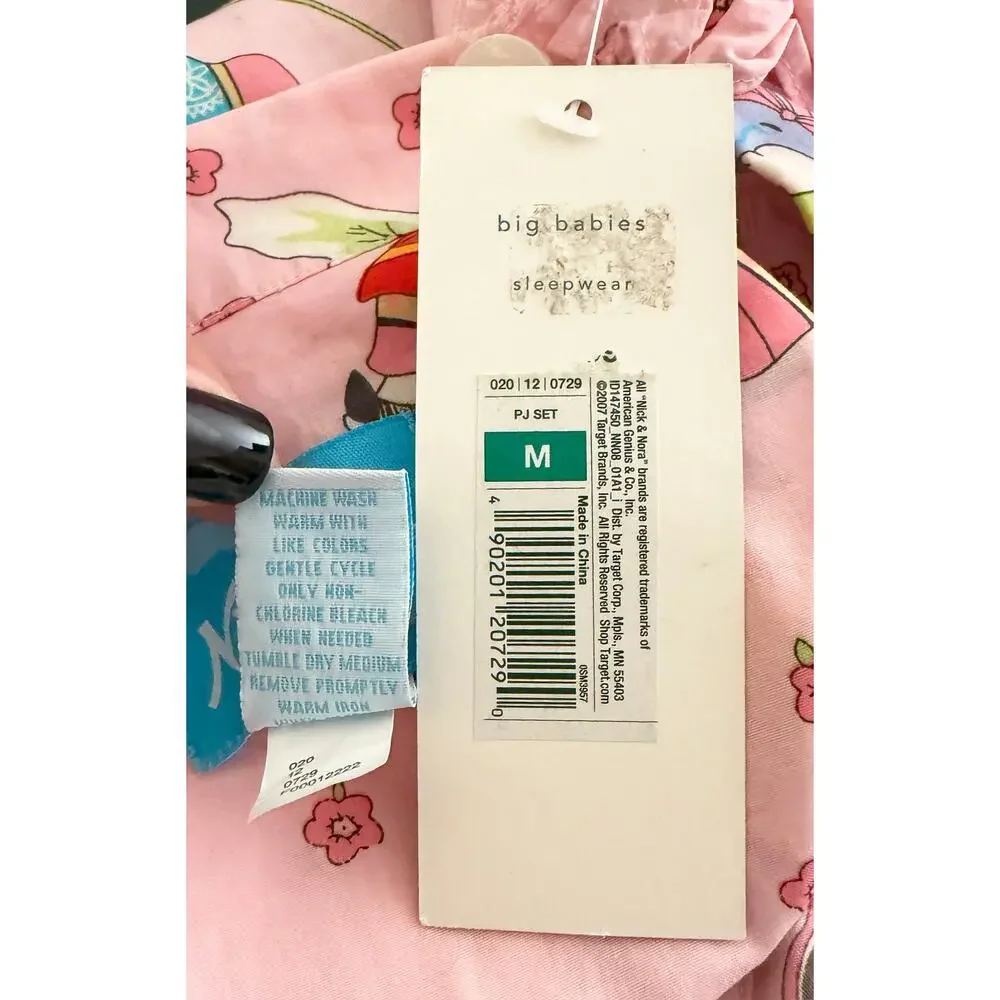 big babies
sleepwear
020 | 12 | 0729
PJ SET
M
Made in China
4 90201 20729 0
0SM3957
All "Nick & Nora" brands are registered trademarks of
American Genius & Co., Inc.
ID147450_NN08_01A1_j Dist. by Target Corp., Mpls., MN 55403
©2007 Target Brands, Inc. All Rights Reserved Shop Target.com
MACHINE WASH
WARM WITH
LIKE COLORS
GENTLE CYCLE
ONLY NON-
CHLORINE BLEACH
WHEN NEEDED
TUMBLE DRY MEDIUM
REMOVE PROMPTLY
WARM IRON
020
12
0729
F00012222